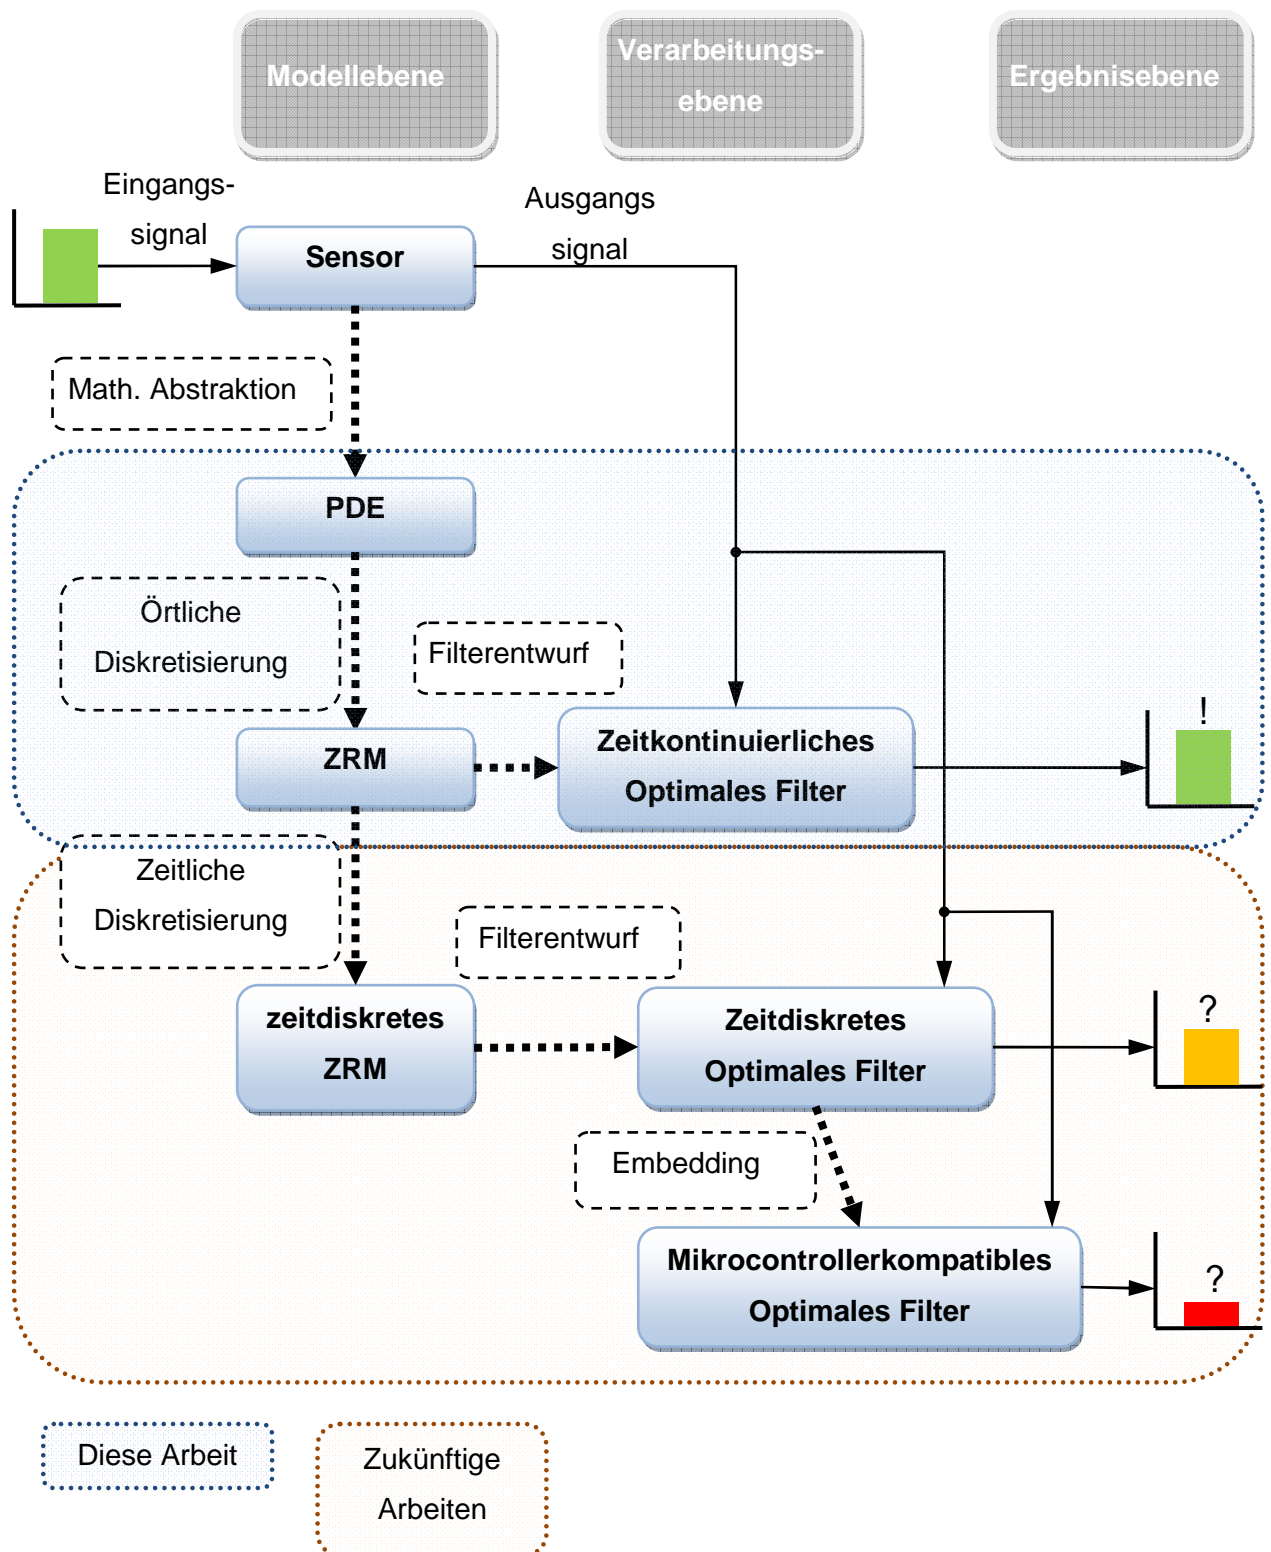 Modellebene
Verarbeitungs-
ebene
Ergebnisebene
Eingangs-
signal
Ausgangs
signal
Sensor
Math. Abstraktion
PDE
Örtliche
Diskretisierung
Filterentwurf
ZRM
Zeitkontinuierliches
Optimales Filter
!
Zeitliche
Diskretisierung
Filterentwurf
zeitdiskretes
ZRM
Zeitdiskretes
Optimales Filter
?
Embedding
Mikrocontrollerkompatibles
Optimales Filter
?
Diese Arbeit
Zukünftige
Arbeiten